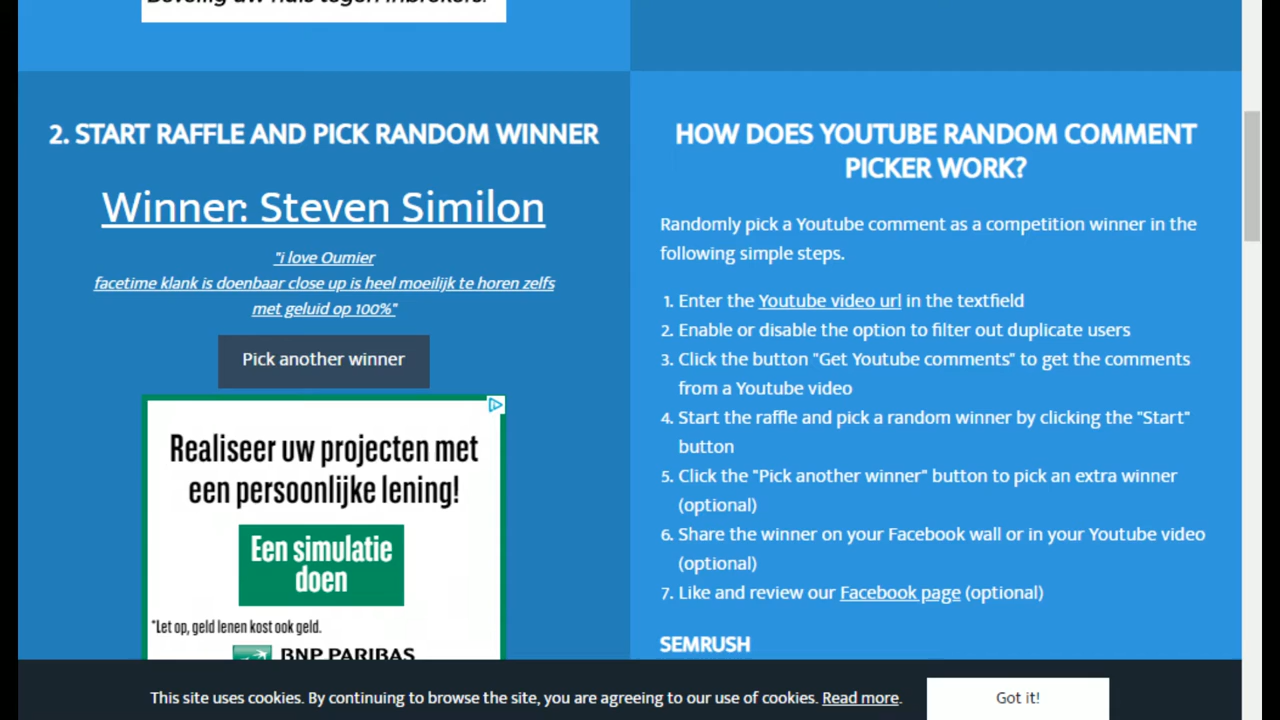 Beveilig uw huis tegen inbrekers!
2. START RAFFLE AND PICK RANDOM WINNER
Winner: Steven Similon
"i love Oumier
facetime klank is doenbaar close up is heel moeilijk te horen zelfs
met geluid op 100%"
Pick another winner
Realiseer uw projecten met
een persoonlijke lening!
Een simulatie
doen
*Let op, geld lenen kost ook geld.
BNP PARIBAS
HOW DOES YOUTUBE RANDOM COMMENT
PICKER WORK?
Randomly pick a Youtube comment as a competition winner in the
following simple steps.
1. Enter the Youtube video url in the textfield
2. Enable or disable the option to filter out duplicate users
3. Click the button "Get Youtube comments" to get the comments
from a Youtube video
4. Start the raffle and pick a random winner by clicking the "Start"
button
5. Click the "Pick another winner" button to pick an extra winner
(optional)
6. Share the winner on your Facebook wall or in your Youtube video
(optional)
7. Like and review our Facebook page (optional)
SEMRUSH
This site uses cookies. By continuing to browse the site, you are agreeing to our use of cookies. Read more.
Got it!